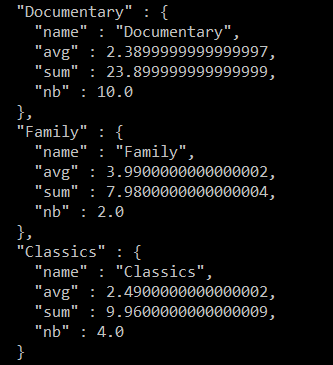 "Documentary" : {
"name" : "Documentary",
"avg" : 2.3899999999999997,
"sum" : 23.899999999999999,
"nb" : 10.0
},
"Family" : {
"name" : "Family",
"avg" : 3.9900000000000002,
"sum" : 7.9800000000000004,
"nb" : 2.0
},
"Classics" : {
"name" : "Classics",
"avg" : 2.4900000000000002,
"sum" : 9.9600000000000009,
"nb" : 4.0
}